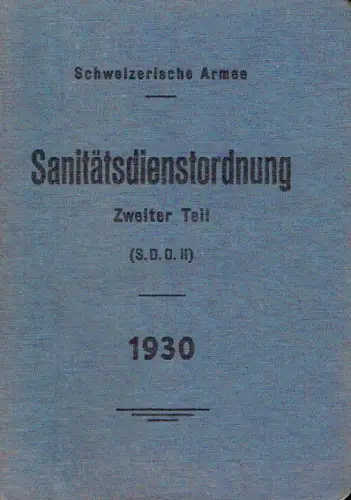 Schweizerische Armee
Sanitätsdienstordnung
Zweiter Teil
(S. D. O. II)
1930